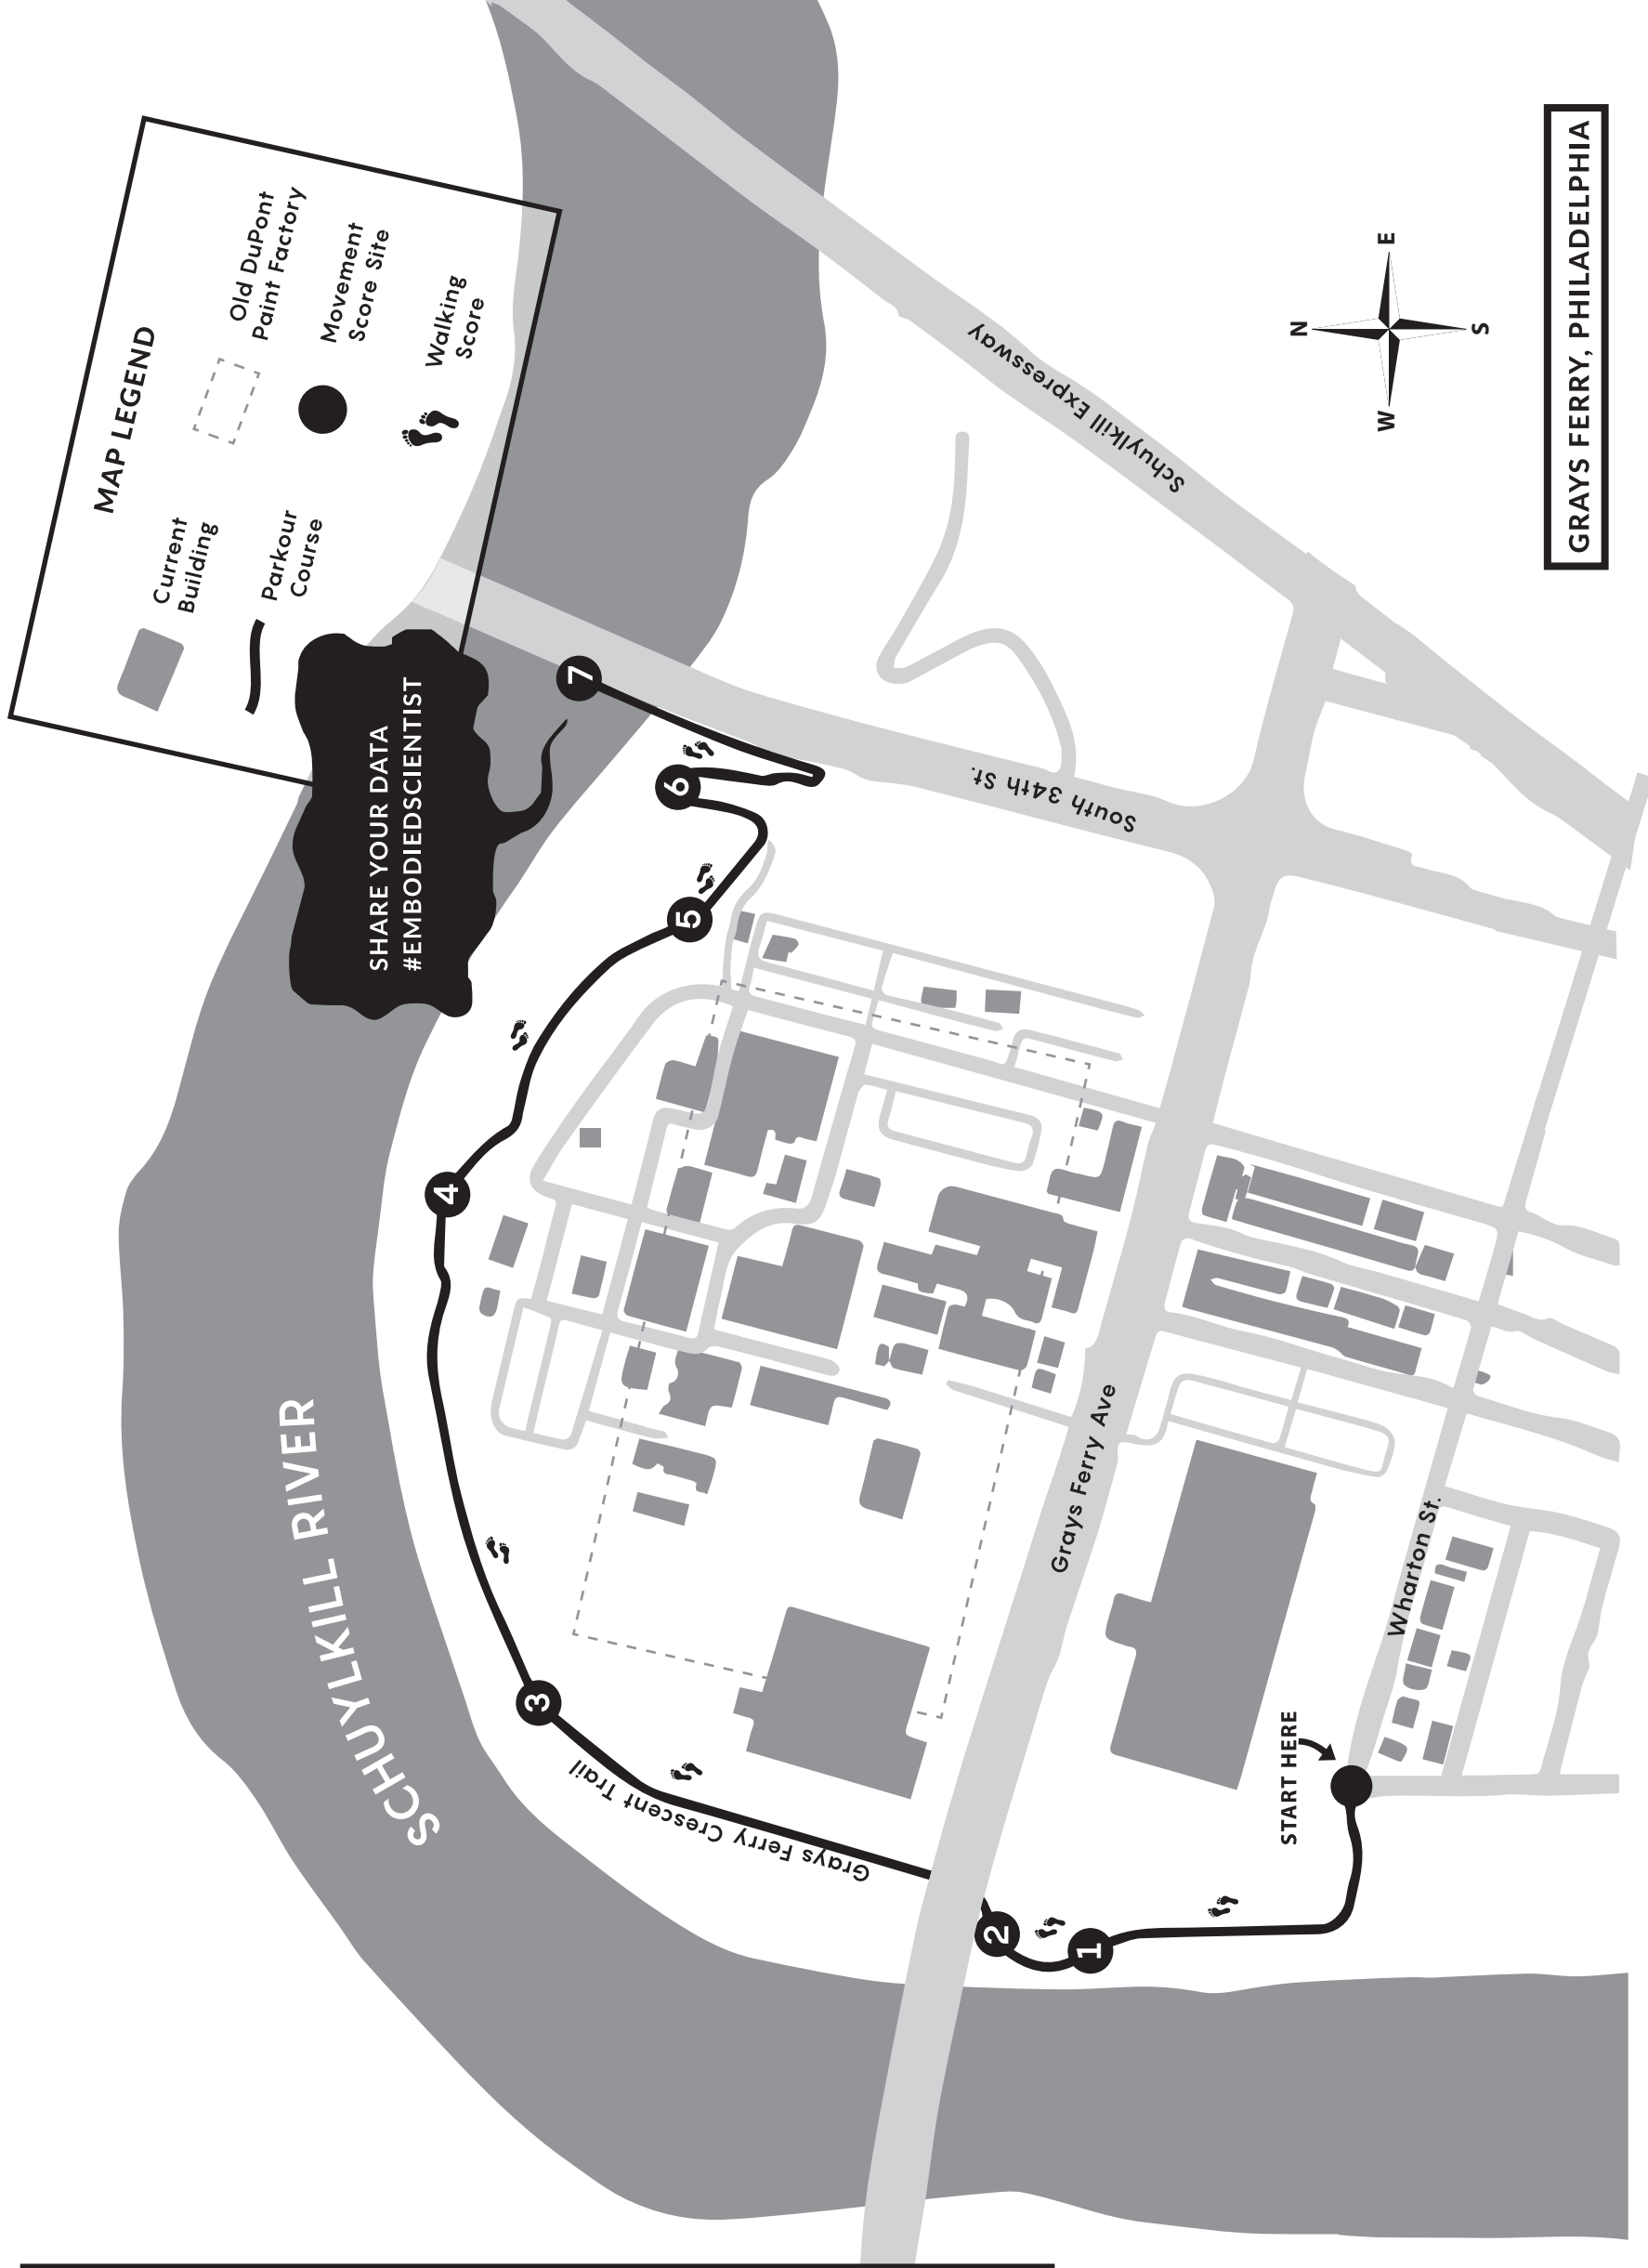 MAP LEGEND
Current
Building
Old DuPont
Paint Factory
Parkour
Course
Movement
Score Site
Walking
Score
SHARE YOUR DATA
#EMBODIEDSCIENTIST
SCHUYLKILL RIVER
Schuylkill Expressway
South 34th St.
7
6
5
4
3
Grays Ferry Crescent Trail
Grays Ferry Ave
2
1
Wharton St.
START HERE
N
E
S
W
GRAYS FERRY, PHILADELPHIA